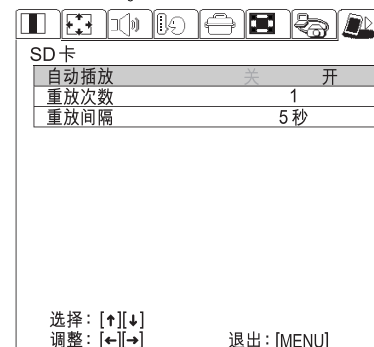 SD卡
自动插放 关 开
重放次数 1
重放间隔 5秒
选择：[↑][↓]
调整：[←][→] 退出：[MENU]